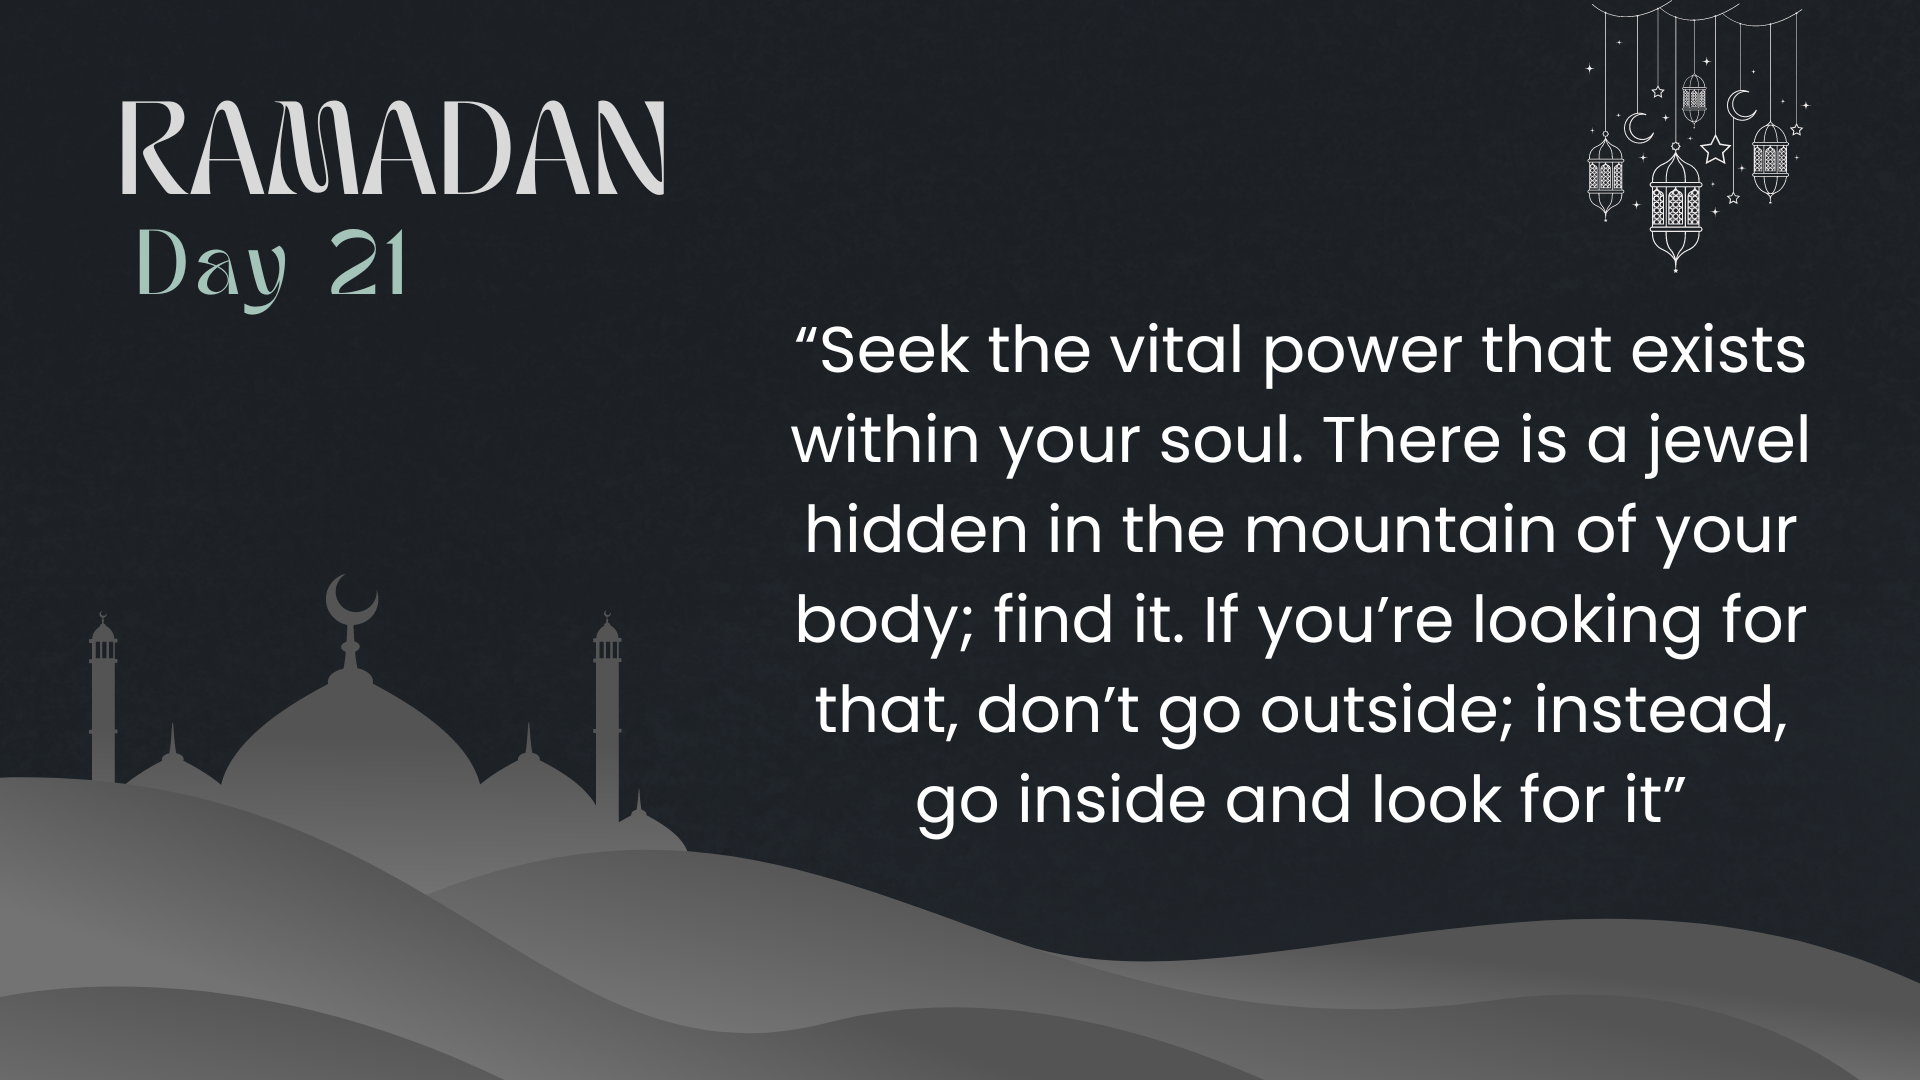 RAMADAN
Day 21
“Seek the vital power that exists
within your soul. There is a jewel
hidden in the mountain of your
body; find it. If you’re looking for
that, don’t go outside; instead,
go inside and look for it”